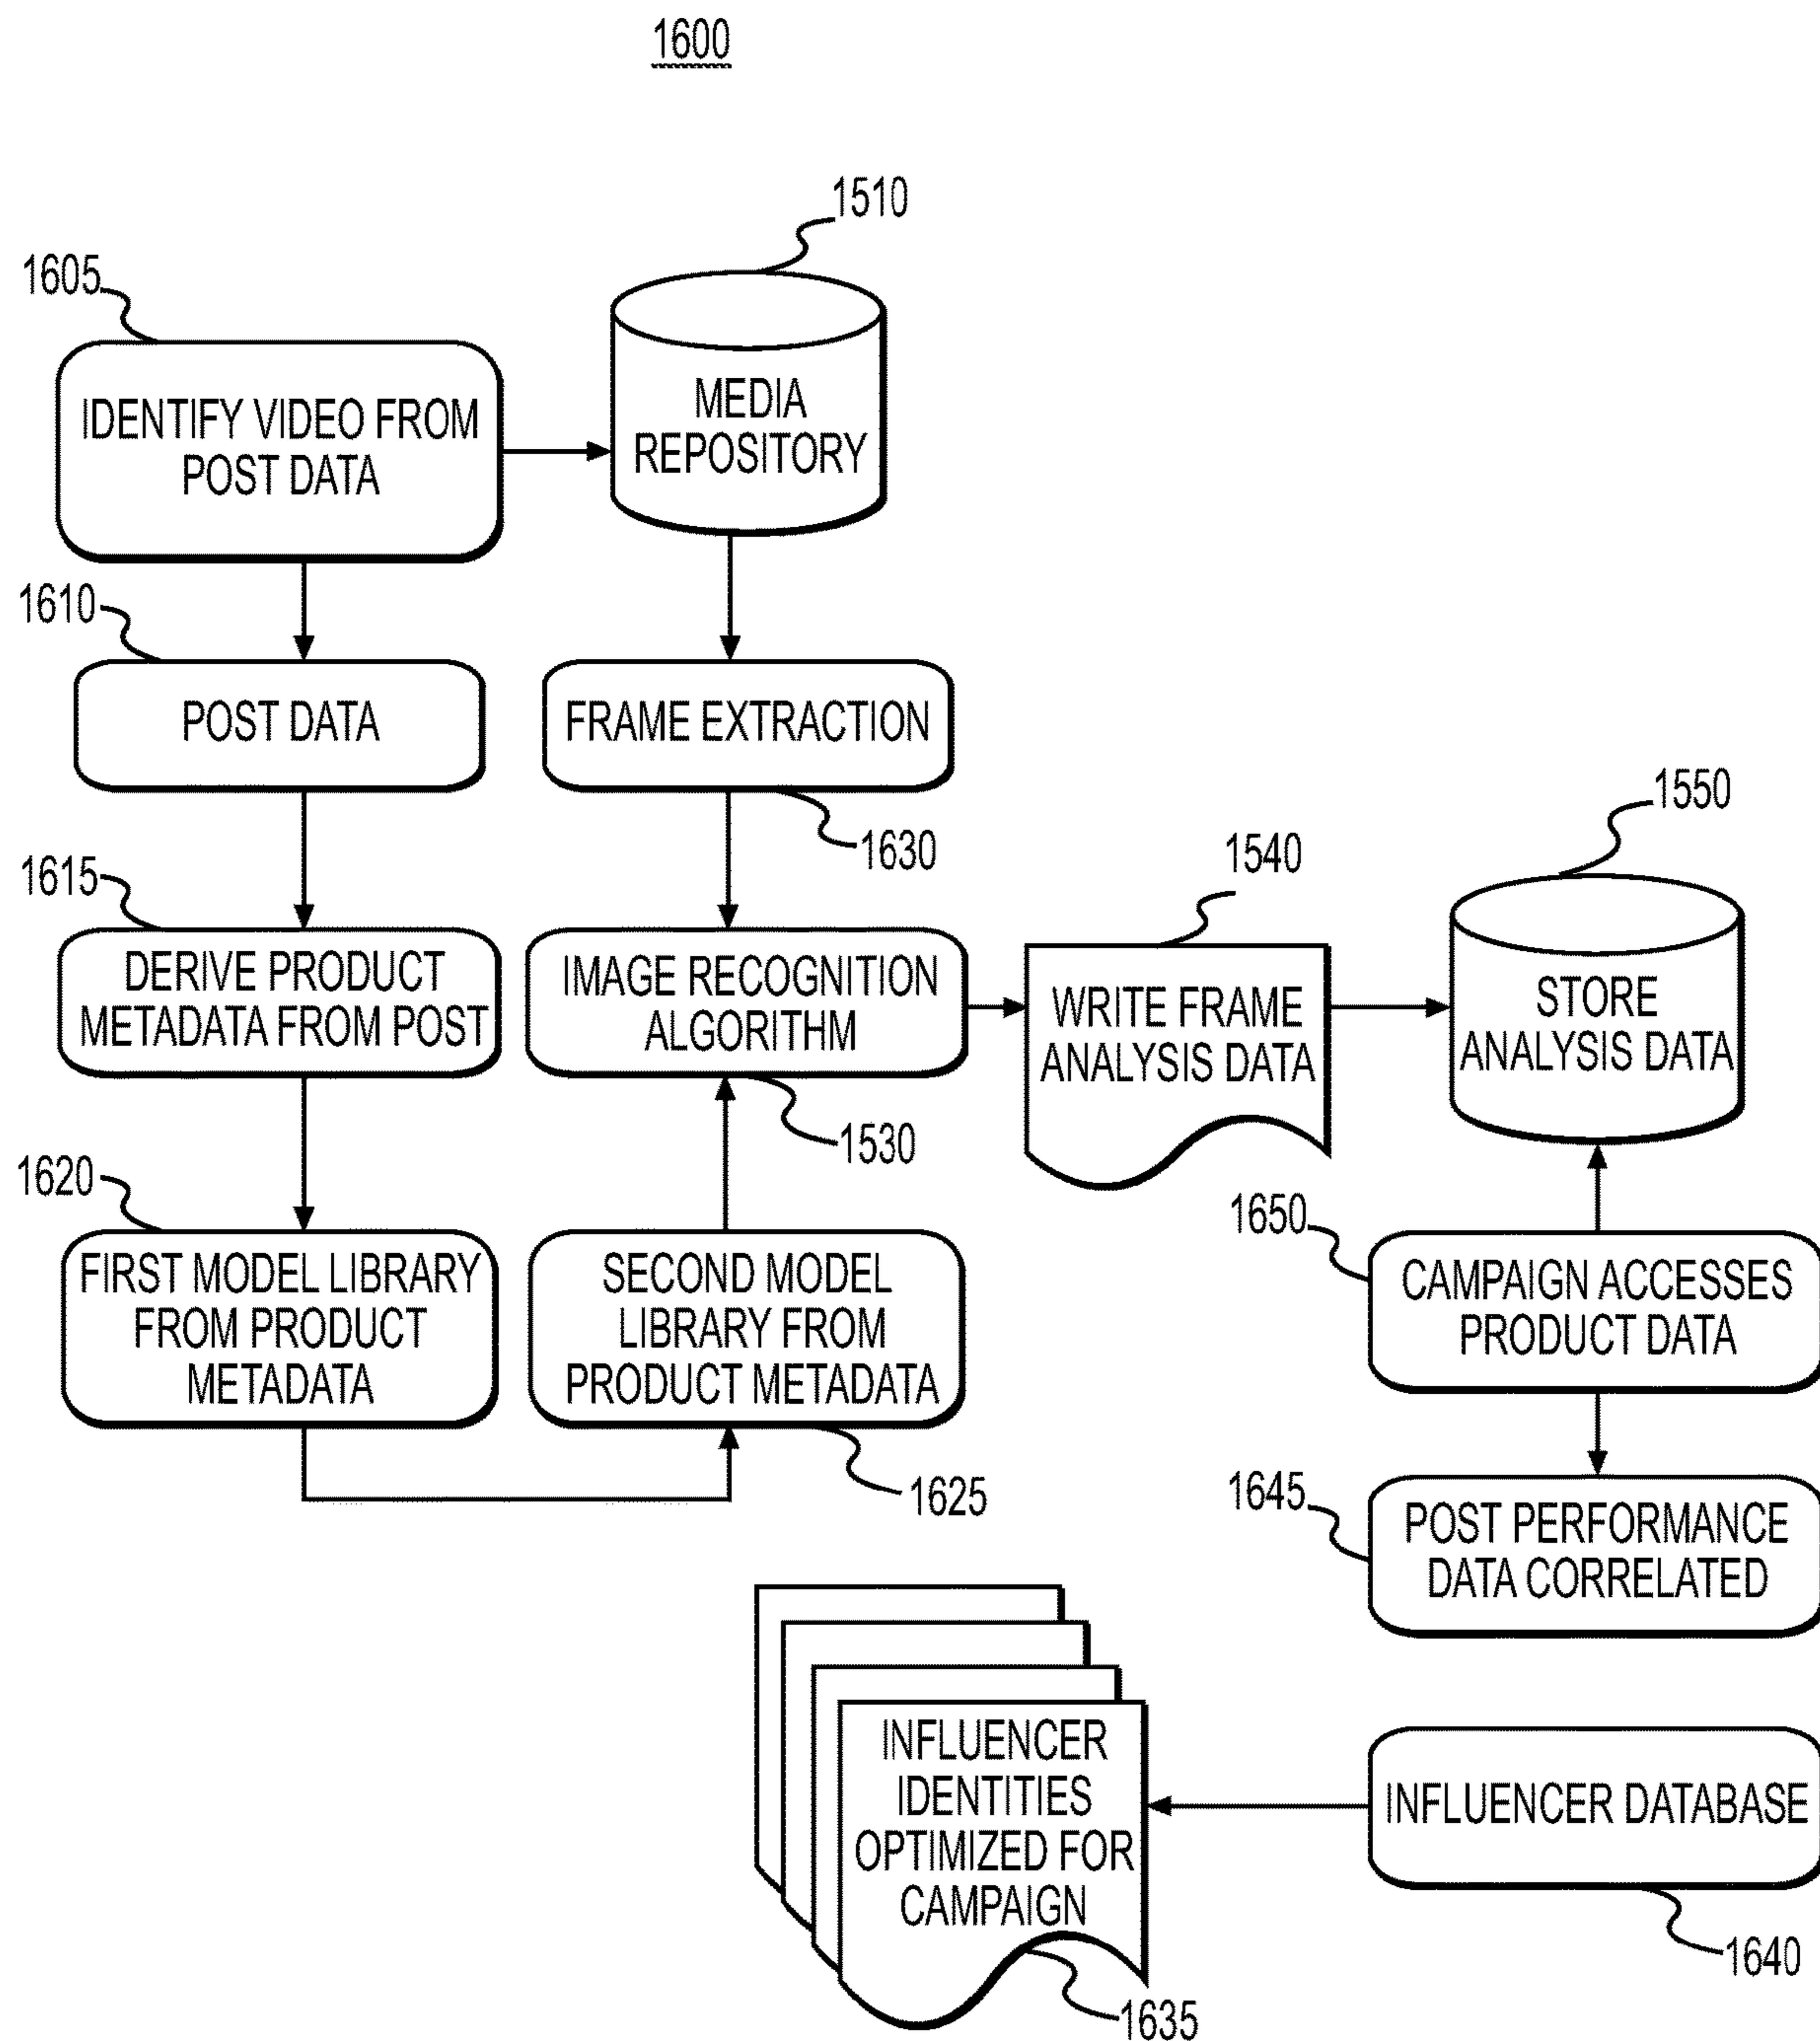 1600
1510
1605
IDENTIFY VIDEO FROM
POST DATA
MEDIA
REPOSITORY
1610
POST DATA
FRAME EXTRACTION
1630
1615
DERIVE PRODUCT
METADATA FROM POST
IMAGE RECOGNITION
ALGORITHM
1530
1540
WRITE FRAME
ANALYSIS DATA
1550
STORE
ANALYSIS DATA
1620
FIRST MODEL LIBRARY
FROM PRODUCT
METADATA
SECOND MODEL
LIBRARY FROM
PRODUCT METADATA
1625
1650
CAMPAIGN ACCESSES
PRODUCT DATA
1645
POST PERFORMANCE
DATA CORRELATED
INFLUENCER
IDENTITIES
OPTIMIZED FOR
CAMPAIGN
1635
INFLUENCER DATABASE
1640